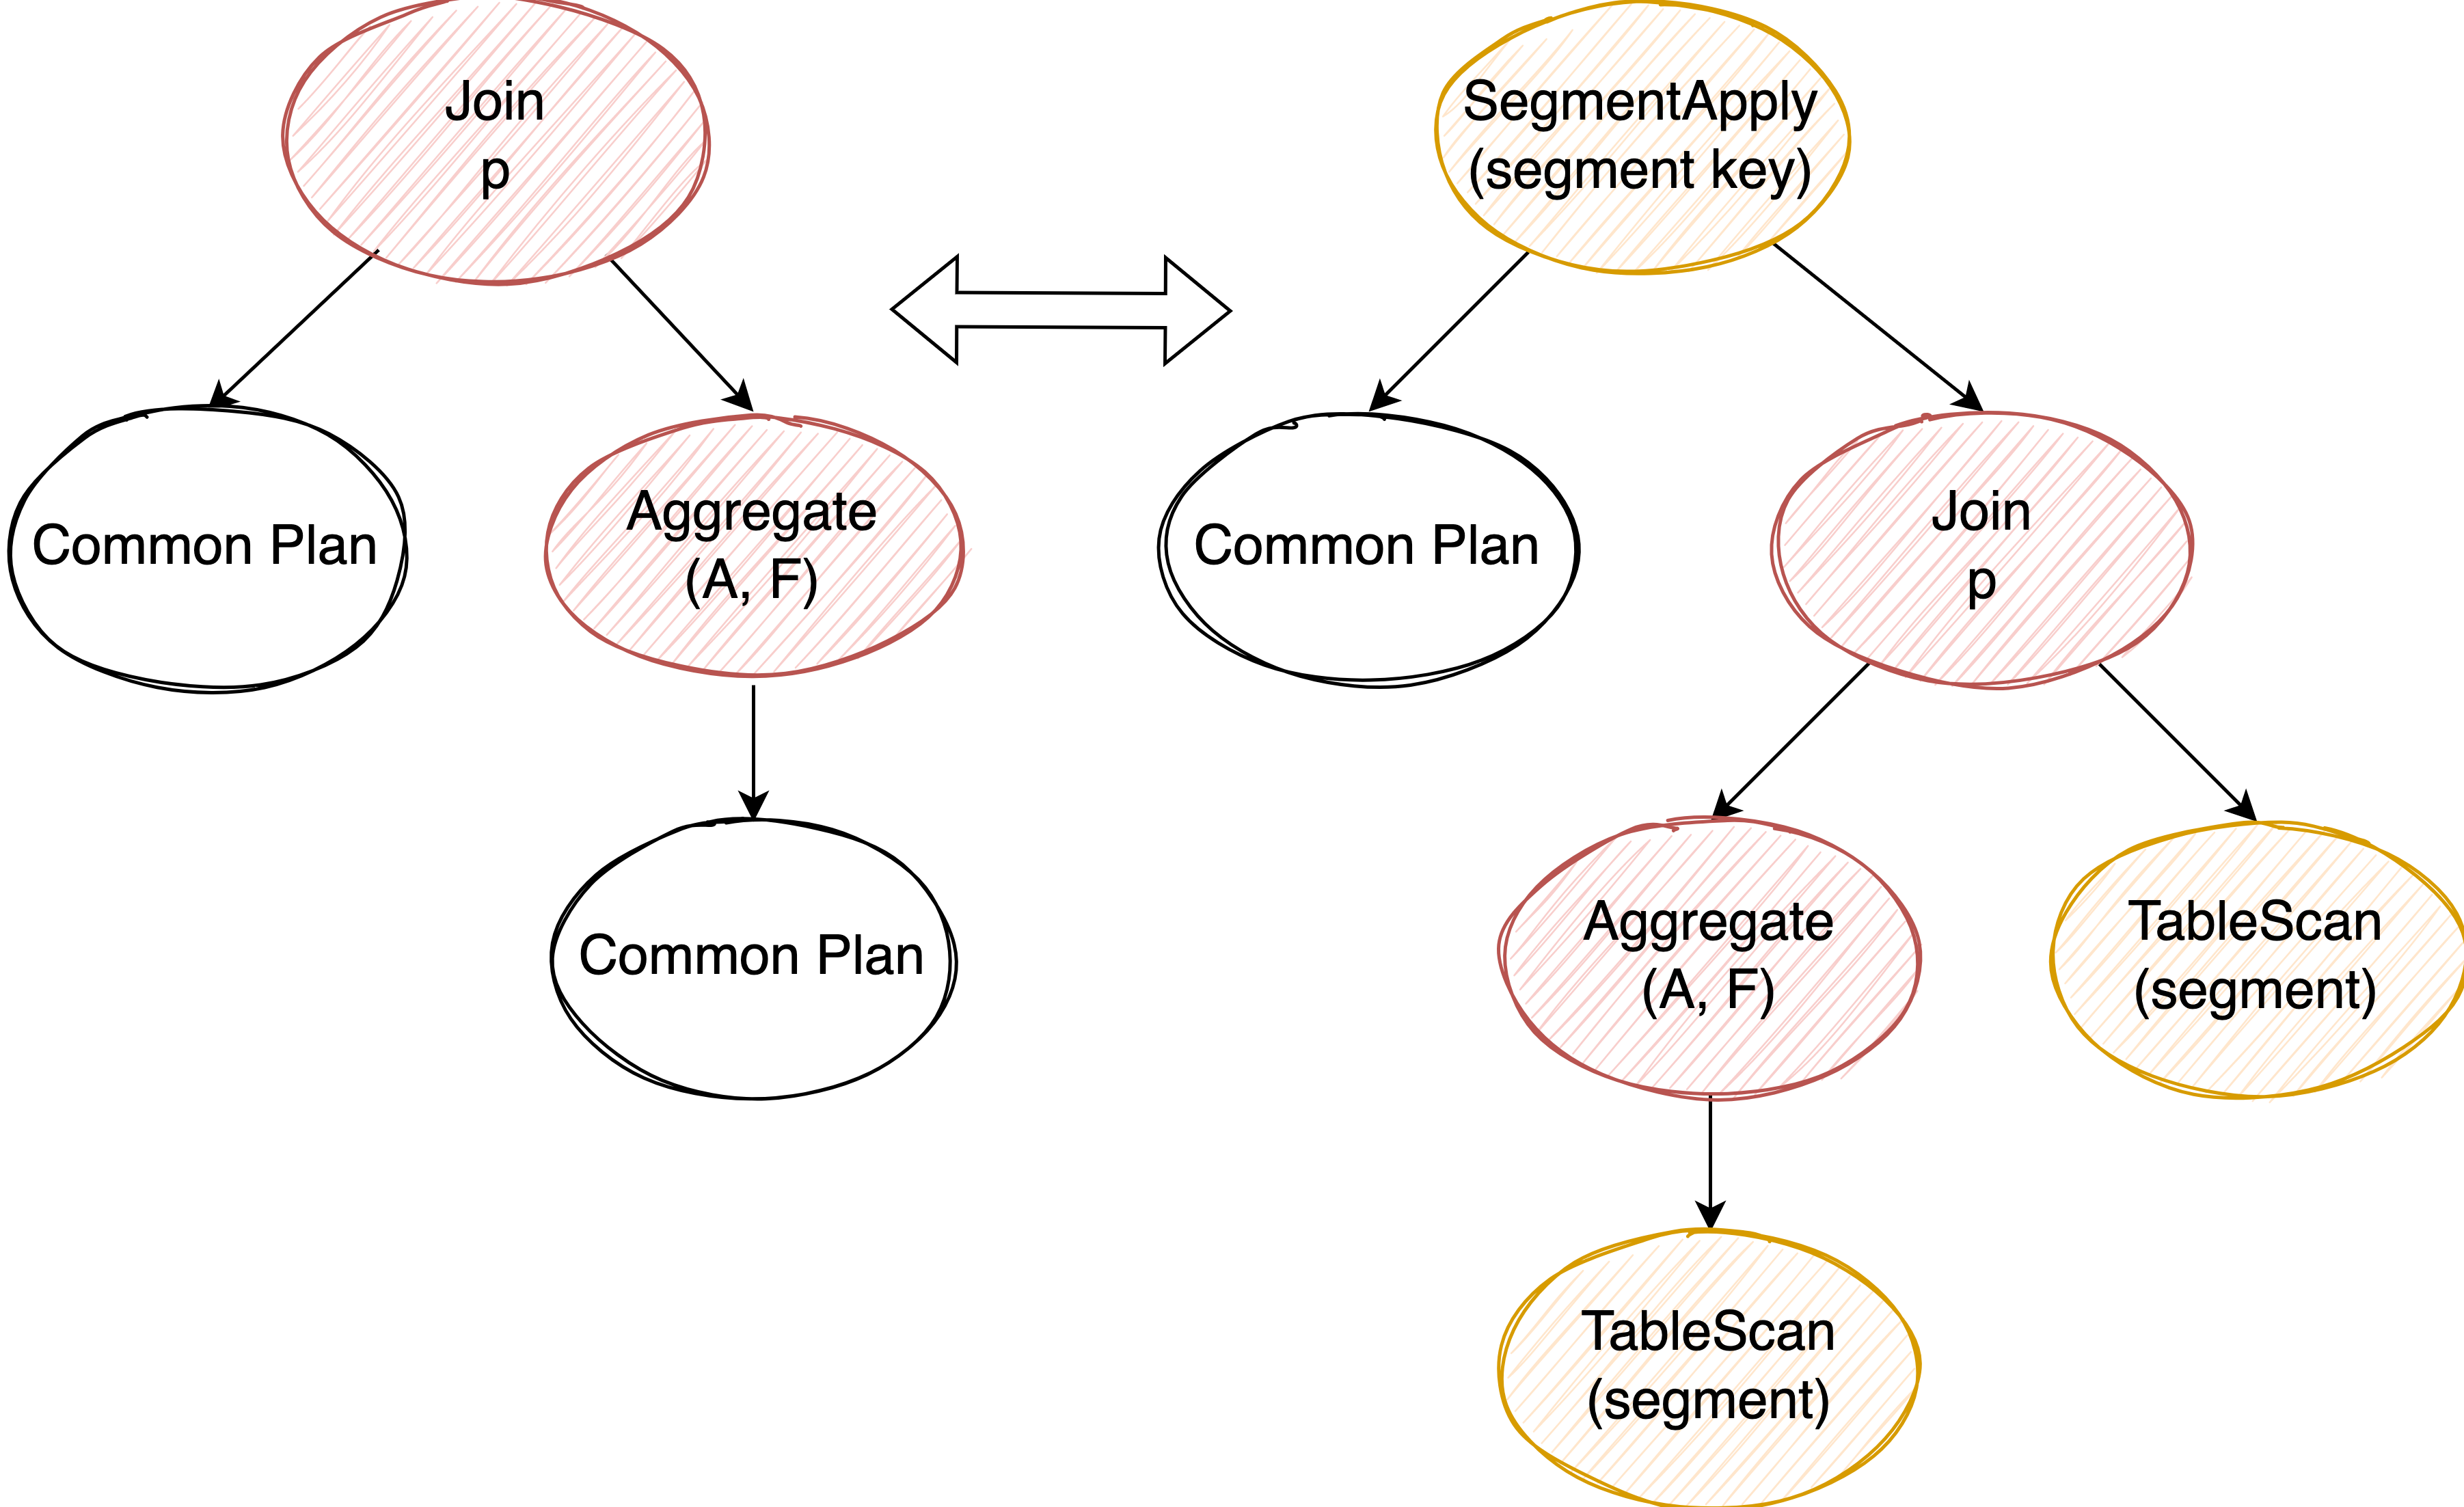 Join
p
Common Plan
Aggregate
(A, F)
Common Plan
SegmentApply
(segment key)
Common Plan
Join
p
Aggregate
(A, F)
TableScan
(segment)
TableScan
(segment)